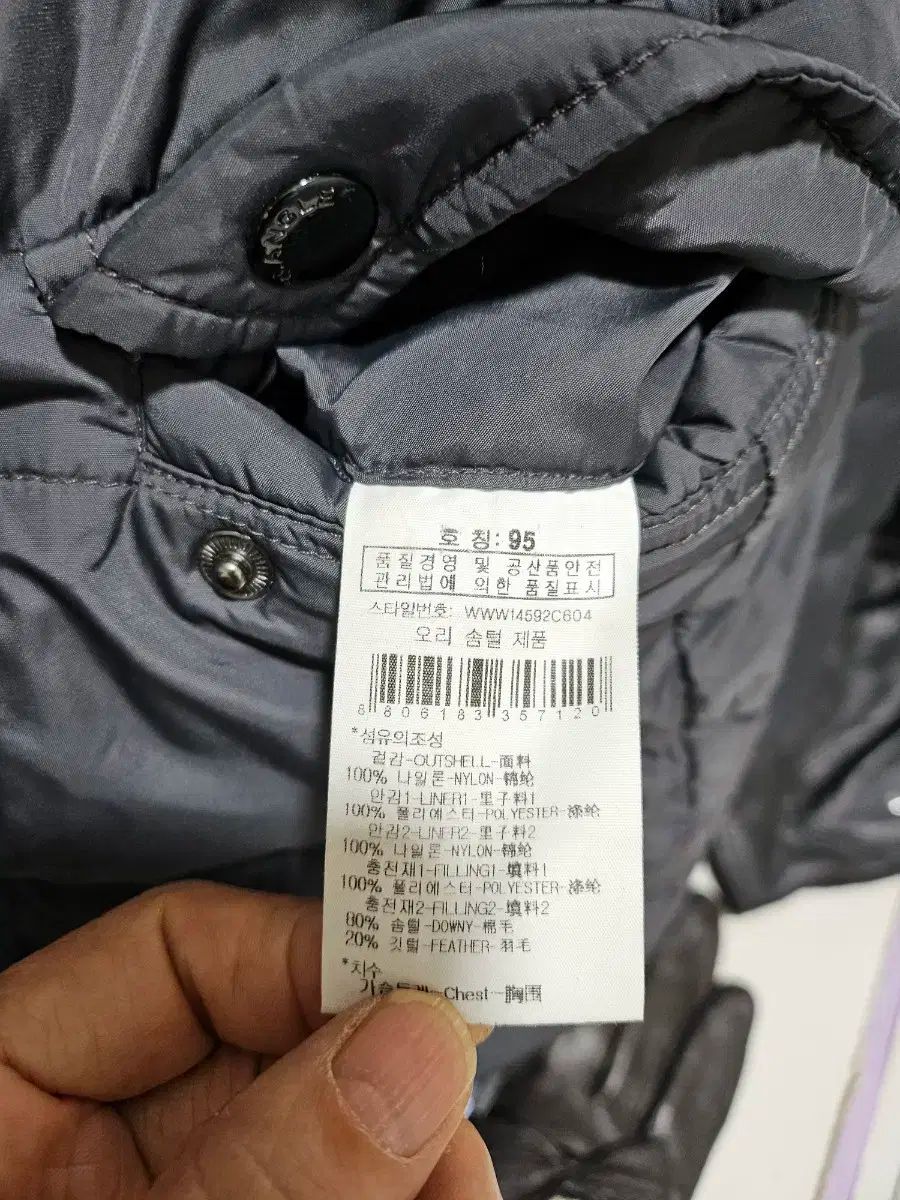 호 칭: 95
품질경영 및 공산품안전
관리법에 의한 품질표시
스타일번호: WWW14592C604
오리 솜털 제품
8 806183 357120
*섬유의조성
겉감-OUTSHELL-面料
100% 나일론-NYLON-锦纶
안감1-LINER1-里子料1
100% 폴리에스터-POLYESTER-涤纶
안감2-LINER2-里子料2
100% 나일론-NYLON-锦纶
충전재1-FILLING1-填料1
100% 폴리에스터-POLYESTER-涤纶
충전재2-FILLING2-填料2
80% 솜털-DOWNY-棉毛
20% 깃털-FEATHER-羽毛
*치수
Chest-胸围